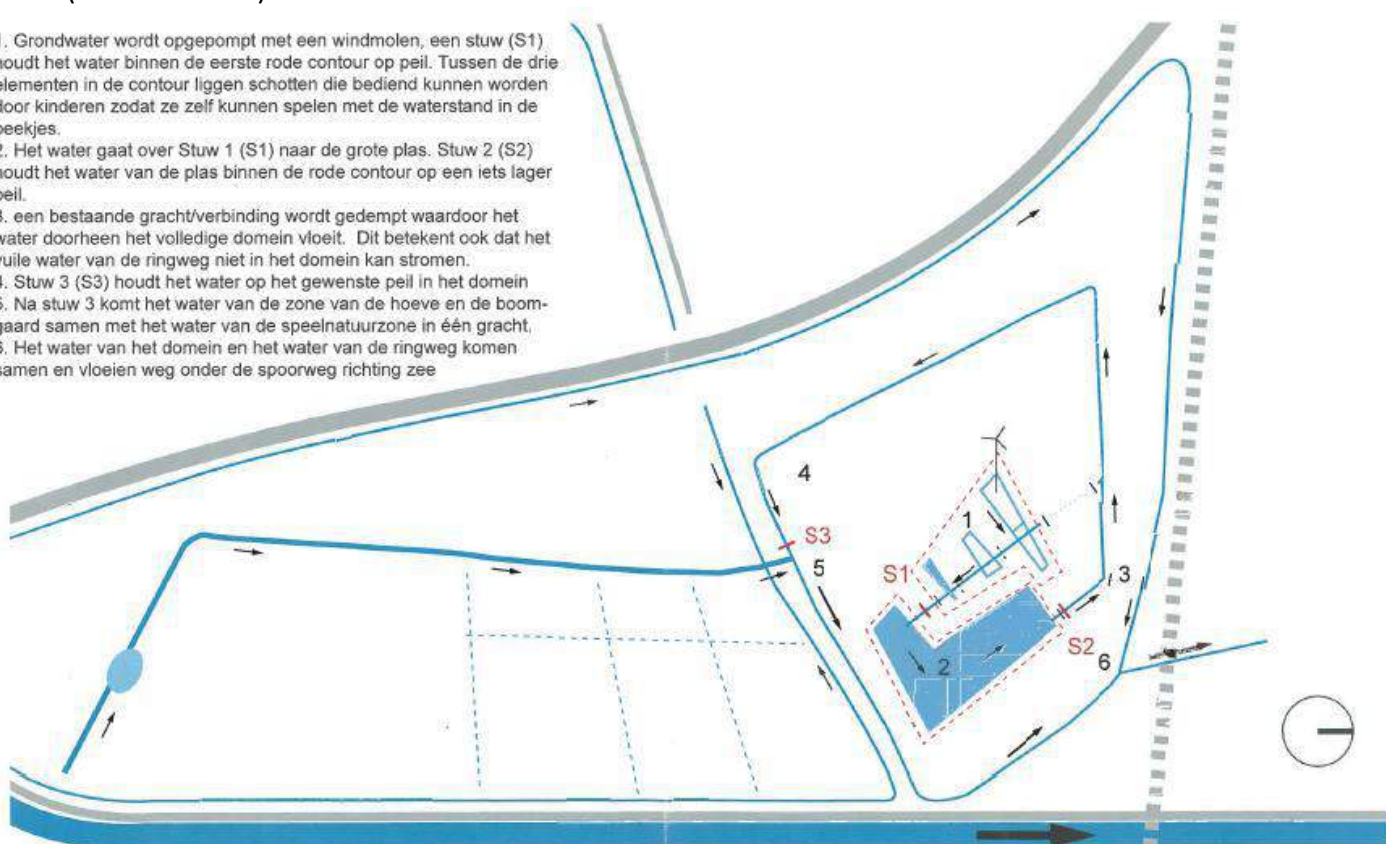 1. Grondwater wordt opgepompt met een windmolen, een stuw (S1)
houdt het water binnen de eerste rode contour op peil. Tussen de drie
elementen in de contour liggen schotten die bediend kunnen worden
door kinderen zodat ze zelf kunnen spelen met de waterstand in de
beekjes.
2. Het water gaat over Stuw 1 (S1) naar de grote plas. Stuw 2 (S2)
houdt het water van de plas binnen de rode contour op een iets lager
peil.
3. een bestaande gracht/verbinding wordt gedempt waardoor het
water doorheen het volledige domein vloeit. Dit betekent ook dat het
vuile water van de ringweg niet in het domein kan stromen.
4. Stuw 3 (S3) houdt het water op het gewenste peil in het domein
5. Na stuw 3 komt het water van de zone van de hoeve en de boom-
gaard samen met het water van de speelnatuurzone in één gracht.
6. Het water van het domein en het water van de ringweg komen
samen en vloeien weg onder de spoorweg richting zee
4
1
S3
5
S1
3
S2
2
6